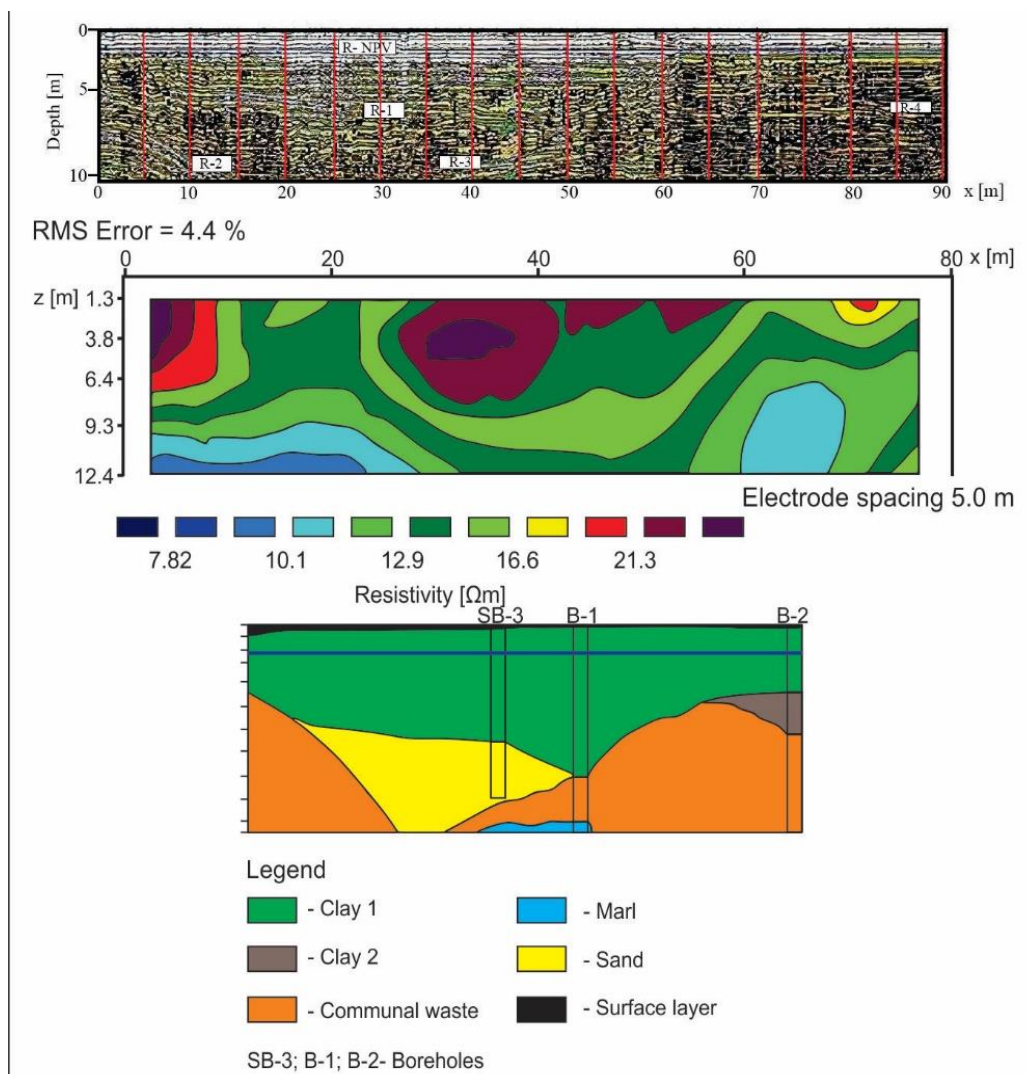 0
R- NPV
5
R-1
R-4
Depth [m]
R-2
R-3
10
0 10 20 30 40 50 60 70 80 90 x [m]
RMS Error = 4.4 %
0 20 40 60 80 x [m]
z [m] 1.3
3.8
6.4
9.3
12.4
Electrode spacing 5.0 m
7.82 10.1 12.9 16.6 21.3
Resistivity [Ωm]
SB-3 B-1 B-2
Legend
- Clay 1 - Marl
- Clay 2 - Sand
- Communal waste - Surface layer
SB-3; B-1; B-2- Boreholes